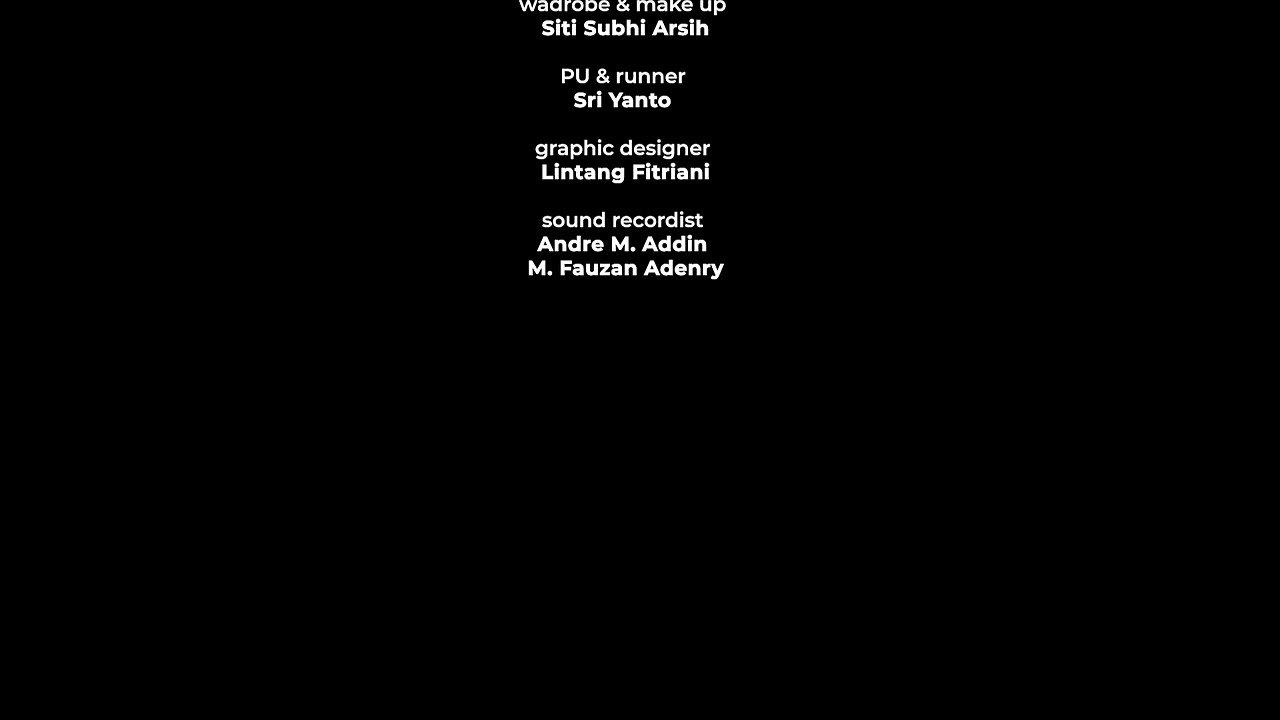 wadrobe & make up
Siti Subhi Arsih
PU & runner
Sri Yanto
graphic designer
Lintang Fitriani
sound recordist
Andre M. Addin
M. Fauzan Adenry